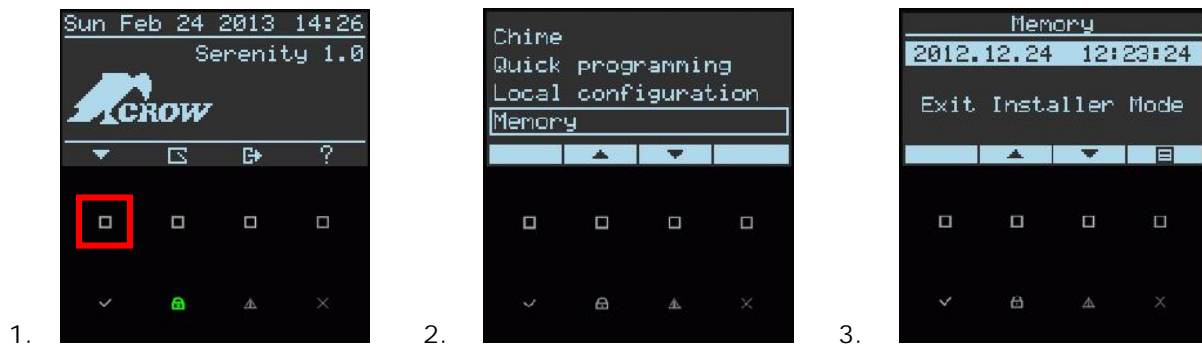 Sun Feb 24 2013 14:26
Serenity 1.0
CROW
?
1.
Chime
Quick programming
Local configuration
Memory
2.
Memory
2012.12.24 12:23:24
Exit Installer Mode
3.